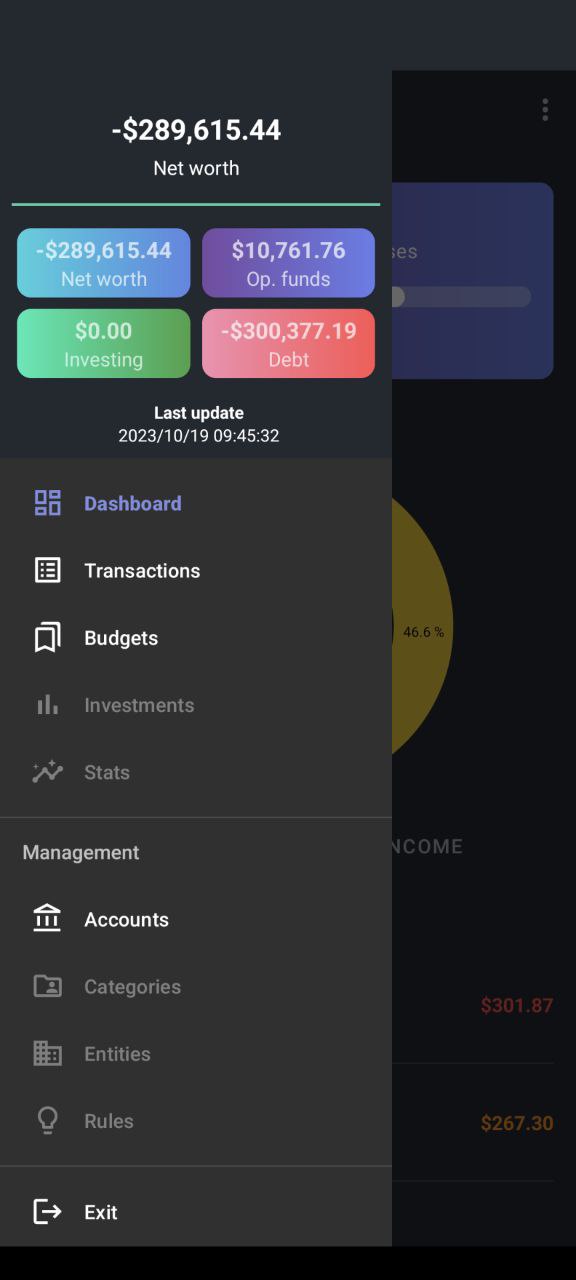 -$289,615.44
Net worth
-$289,615.44
Net worth
$10,761.76
Op. funds
$0.00
Investing
-$300,377.19
Debt
Last update
2023/10/19 09:45:32
Dashboard
Transactions
Budgets
Investments
Stats
Management
Accounts
Categories
Entities
Rules
Exit
ses
46.6 %
NCOME
$301.87
$267.30